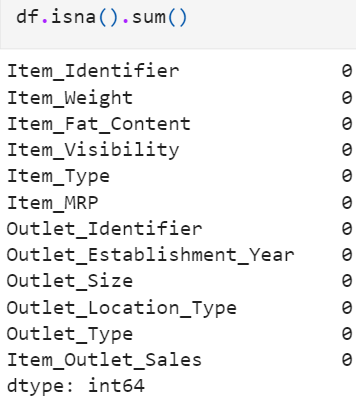 df.isna().sum()
Item_Identifier 0
Item_Weight 0
Item_Fat_Content 0
Item_Visibility 0
Item_Type 0
Item_MRP 0
Outlet_Identifier 0
Outlet_Establishment_Year 0
Outlet_Size 0
Outlet_Location_Type 0
Outlet_Type 0
Item_Outlet_Sales 0
dtype: int64